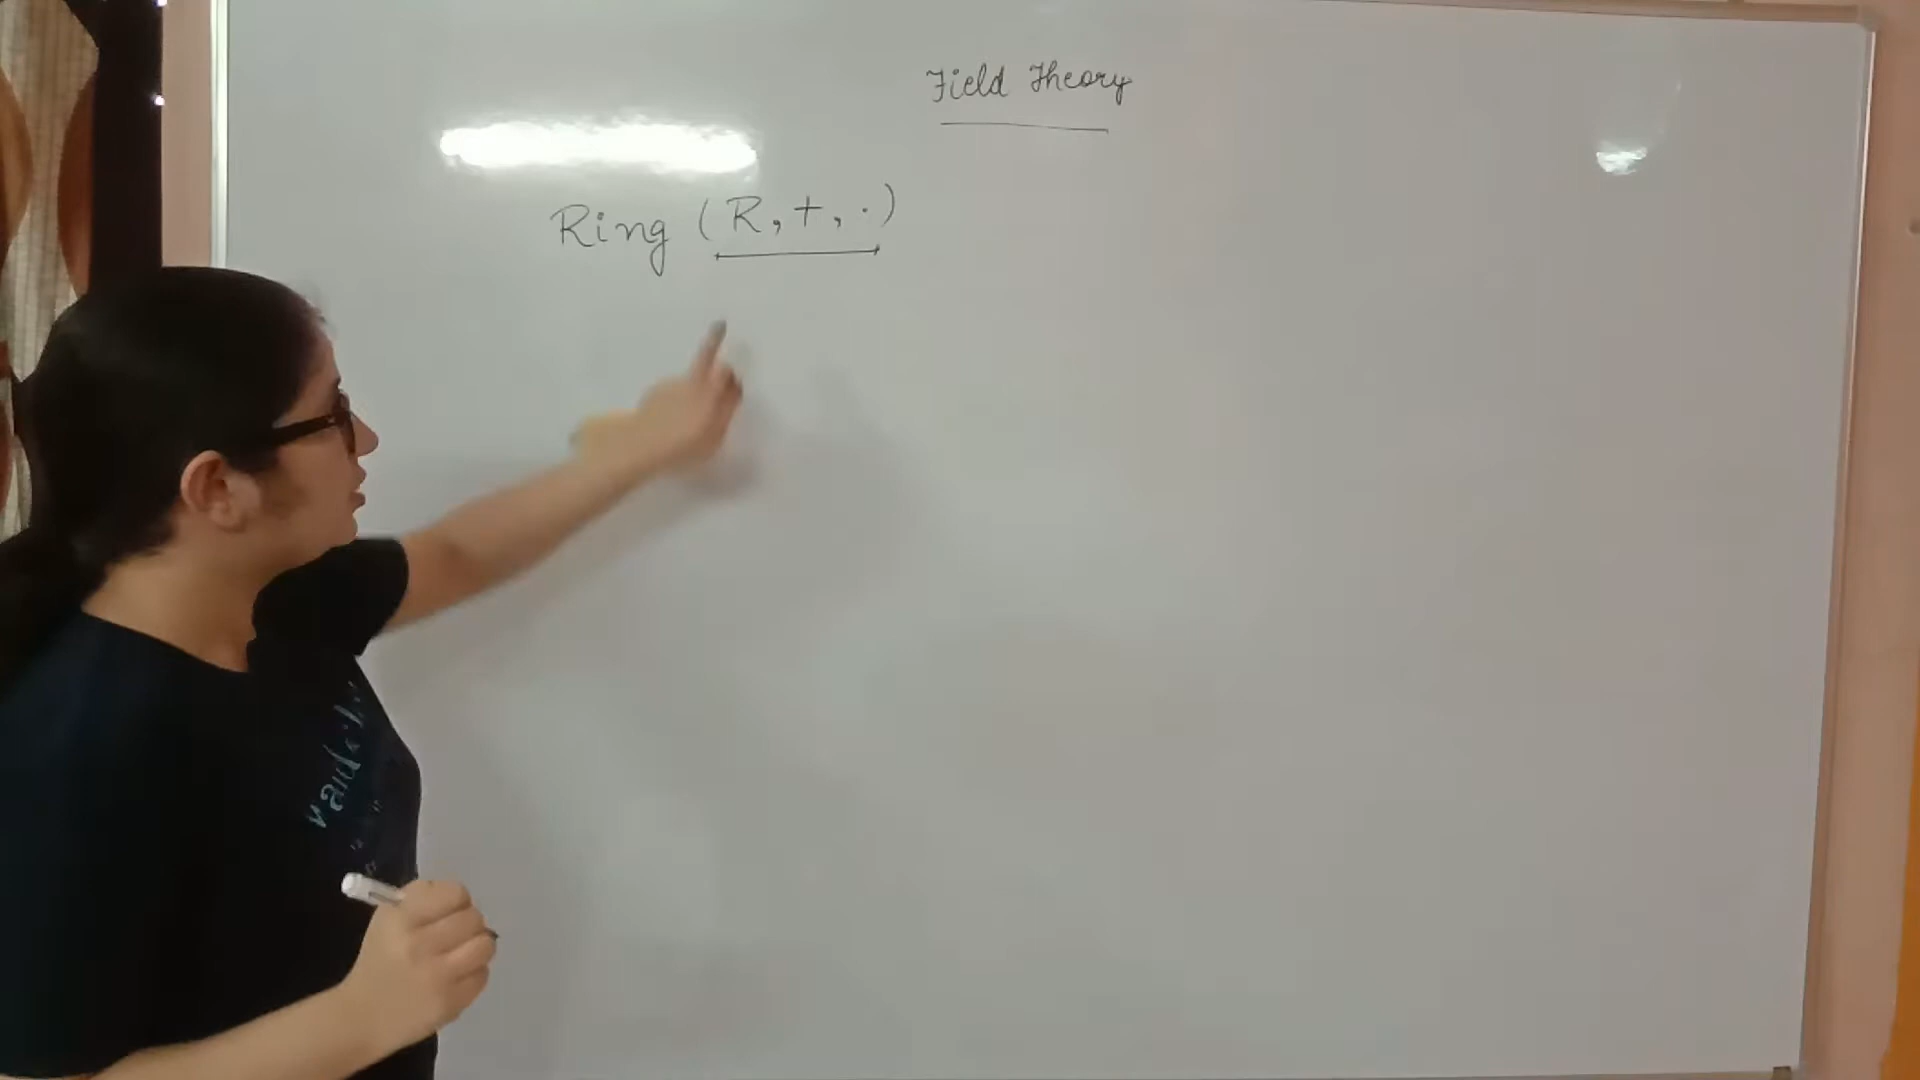 Field Theory
Ring (R, +, ·)